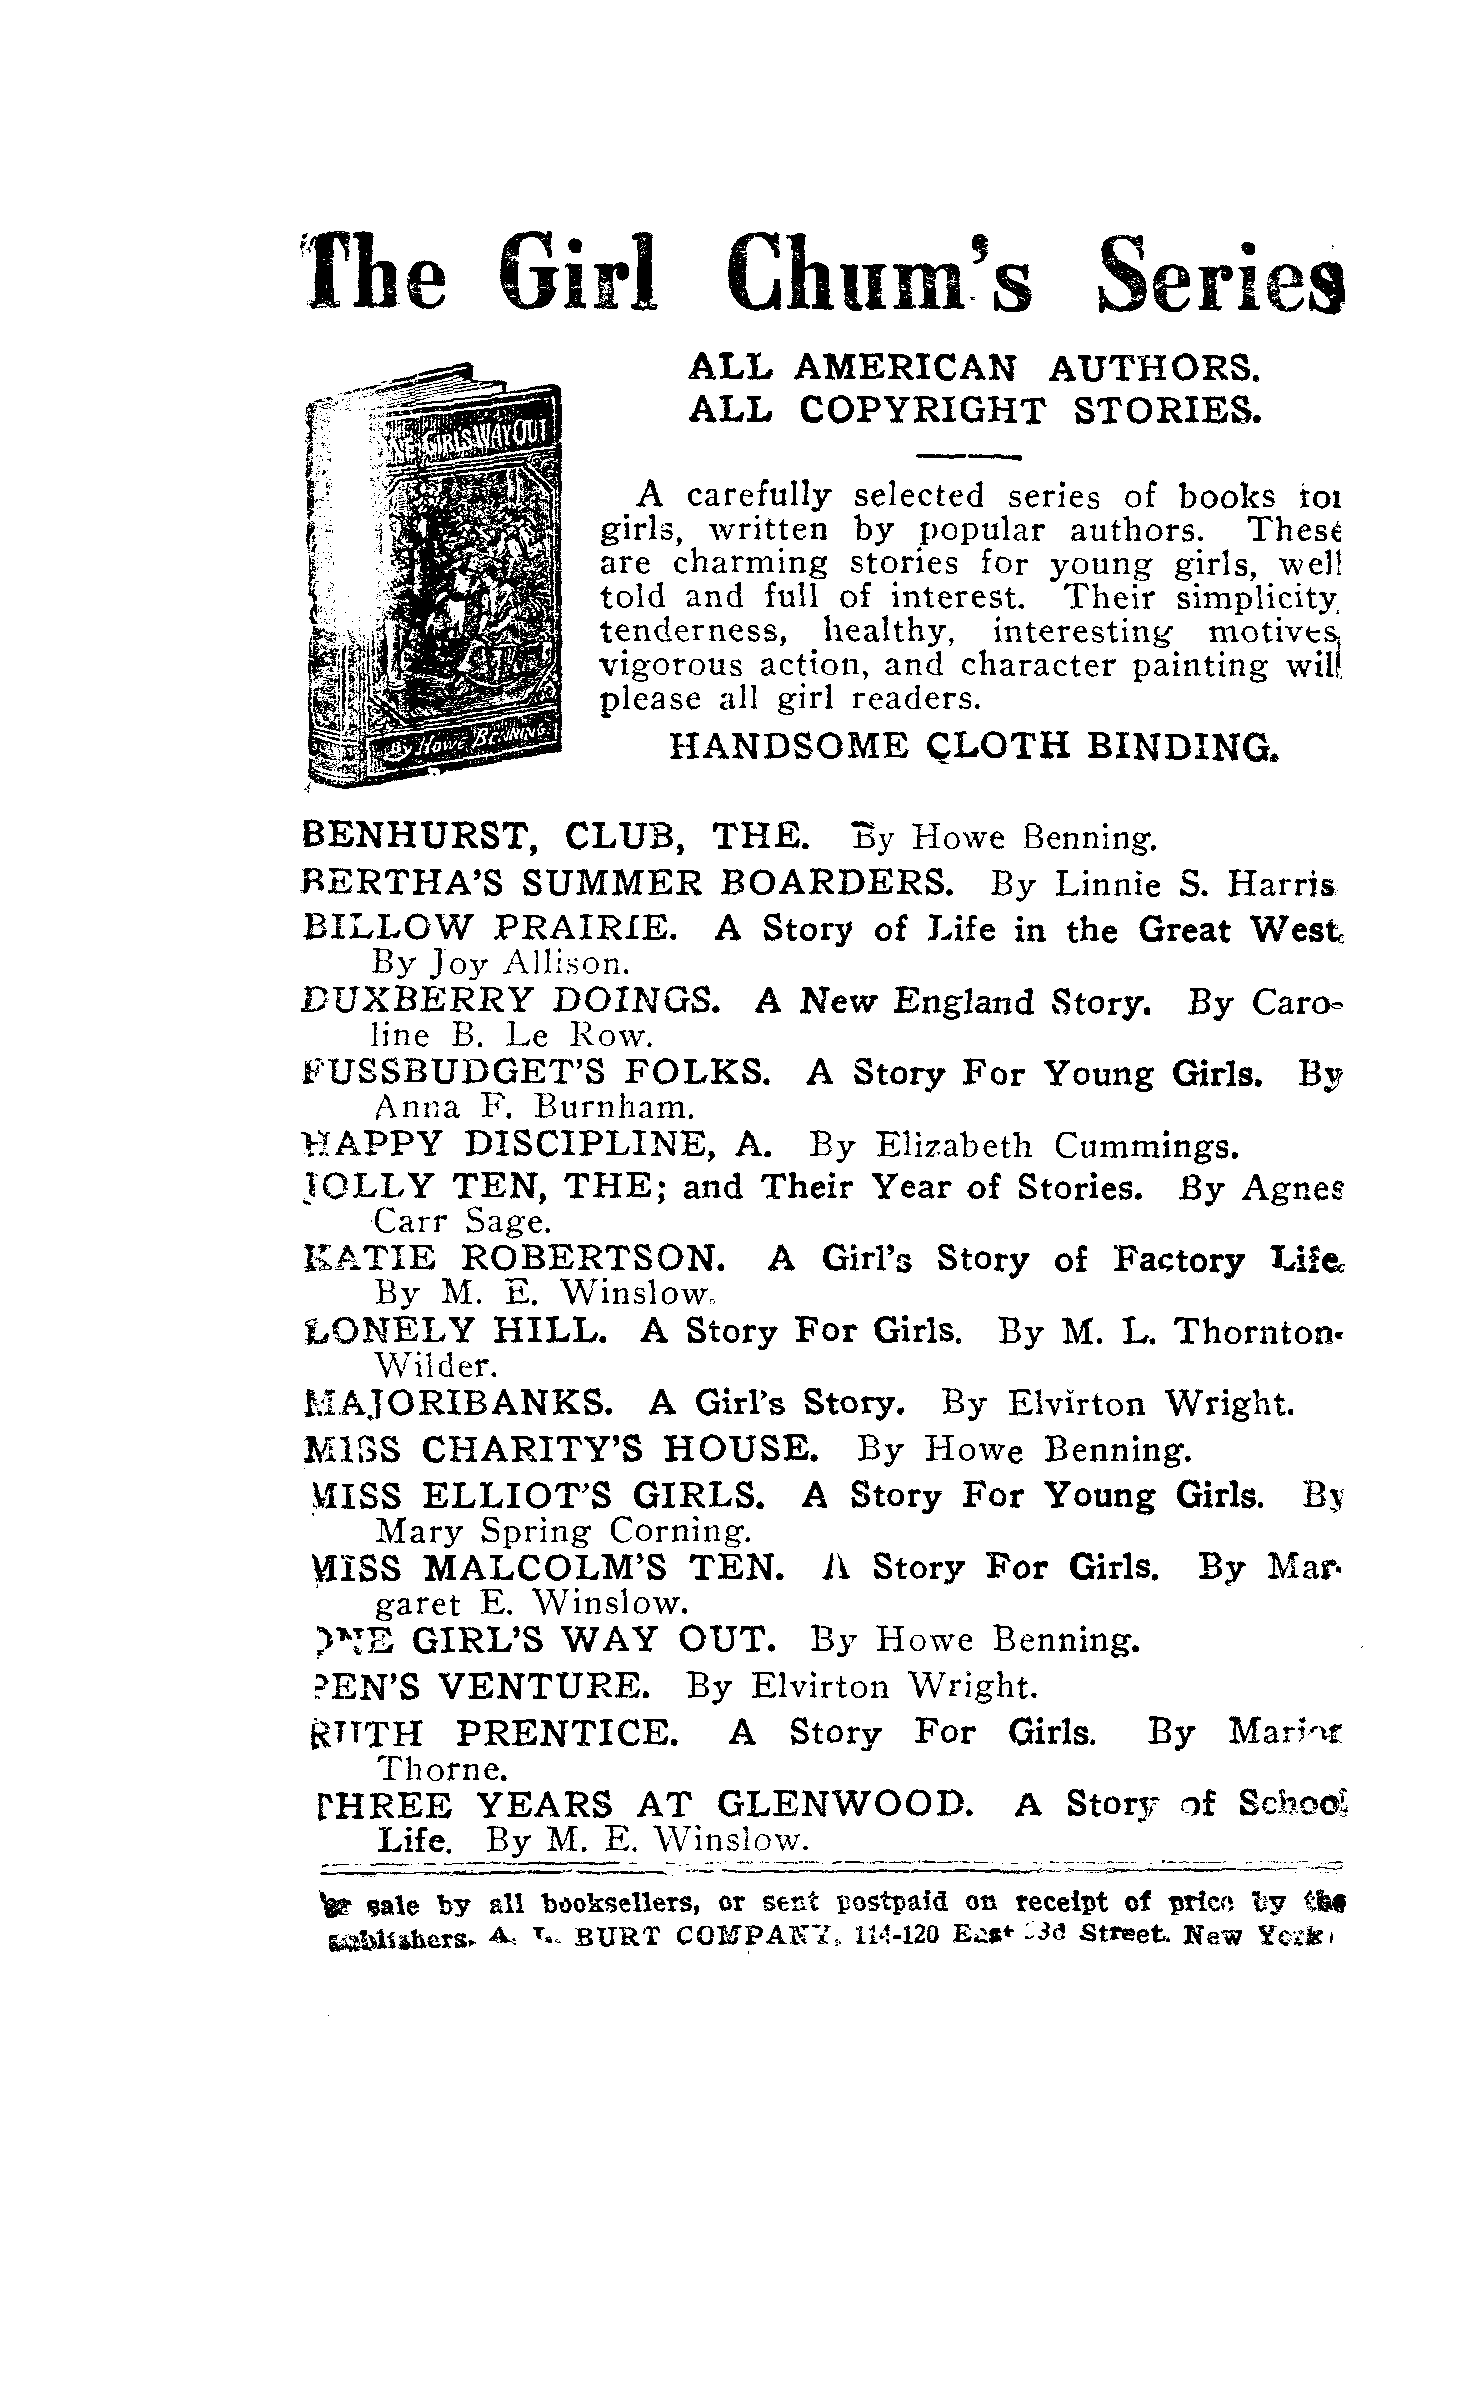 The Girl Chum's Series
ALL AMERICAN AUTHORS.
ALL COPYRIGHT STORIES.
ONE GIRL'S WAY OUT
By HOWE BENNING
A carefully selected series of books for
girls, written by popular authors. These
are charming stories for young girls, well
told and full of interest. Their simplicity,
tenderness, healthy, interesting motives,
vigorous action, and character painting will
please all girl readers.
HANDSOME CLOTH BINDING.
BENHURST, CLUB, THE. By Howe Benning.
BERTHA'S SUMMER BOARDERS. By Linnie S. Harris
BILLOW PRAIRIE. A Story of Life in the Great West.
By Joy Allison.
DUXBERRY DOINGS. A New England Story. By Caro-
line B. Le Row.
FUSSBUDGET'S FOLKS. A Story For Young Girls. By
Anna F. Burnham.
HAPPY DISCIPLINE, A. By Elizabeth Cummings.
JOLLY TEN, THE; and Their Year of Stories. By Agnes
Carr Sage.
KATIE ROBERTSON. A Girl's Story of Factory Life.
By M. E. Winslow.
LONELY HILL. A Story For Girls. By M. L. Thornton-
Wilder.
MAJORIBANKS. A Girl's Story. By Elvirton Wright.
MISS CHARITY'S HOUSE. By Howe Benning.
MISS ELLIOT'S GIRLS. A Story For Young Girls. By
Mary Spring Corning.
MISS MALCOLM'S TEN. A Story For Girls. By Mar-
garet E. Winslow.
ONE GIRL'S WAY OUT. By Howe Benning.
PEN'S VENTURE. By Elvirton Wright.
RUTH PRENTICE. A Story For Girls. By Marion
Thorne.
THREE YEARS AT GLENWOOD. A Story of School
Life. By M. E. Winslow.
For sale by all booksellers, or sent postpaid on receipt of price by the
publishers, A. L. BURT COMPANY, 114-120 East 23d Street, New York.